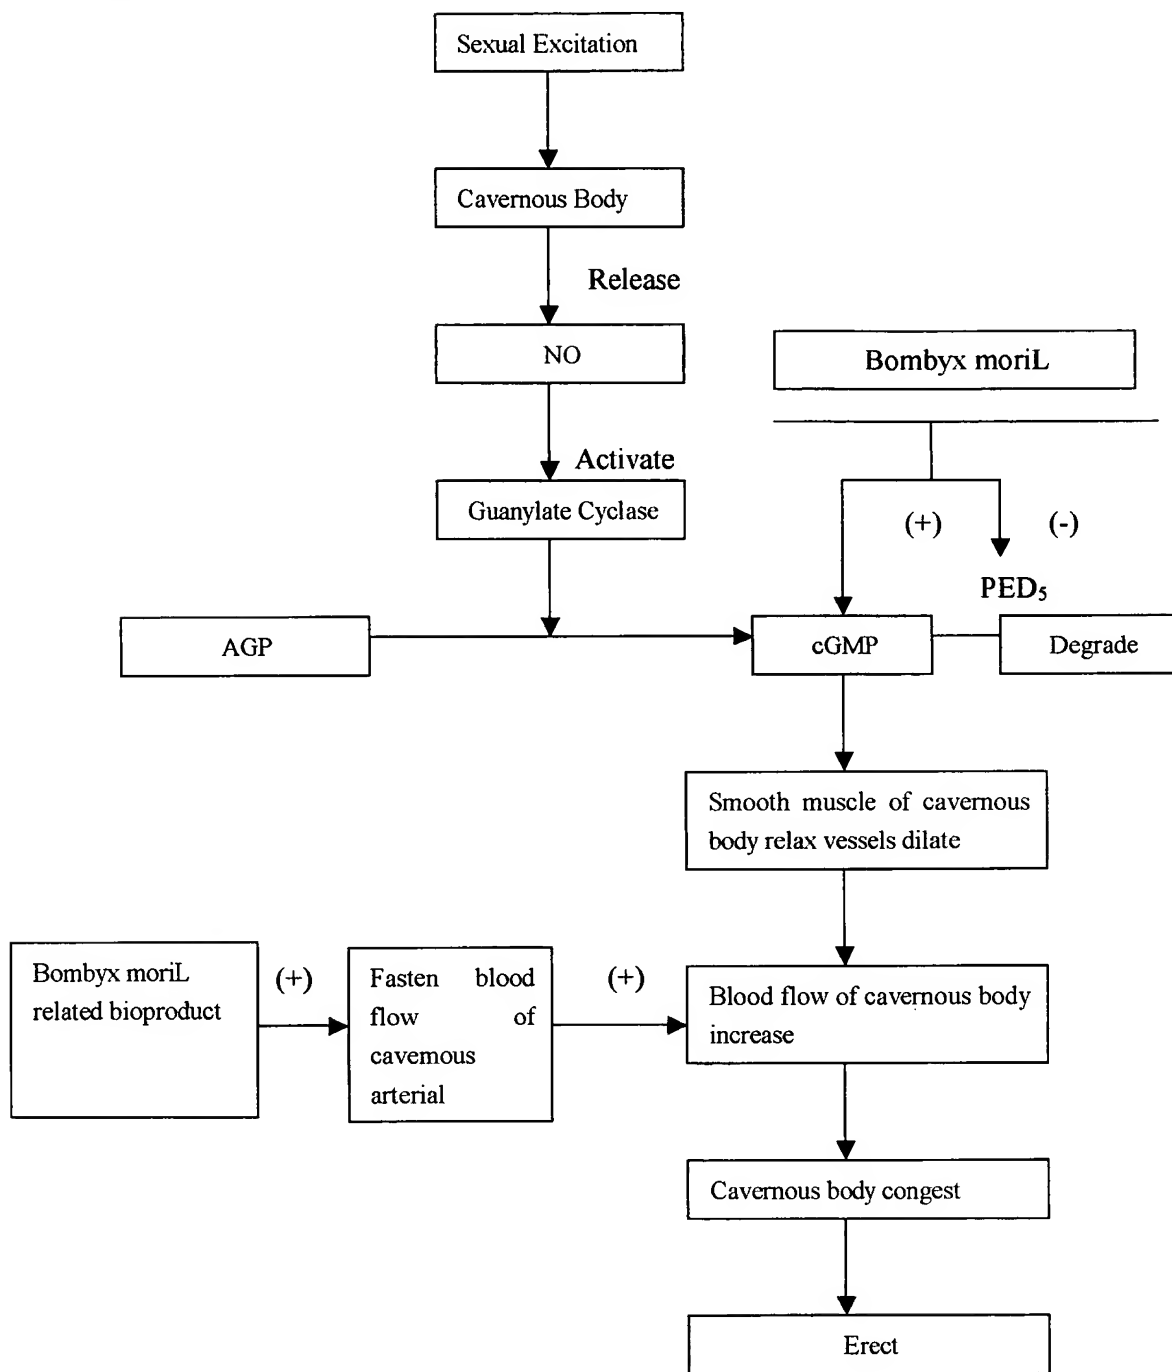 Sexual Excitation
Cavernous Body
Release
NO
Bombyx moriL
Activate
Guanylate Cyclase
(+)
(-)
PED₅
AGP
cGMP
Degrade
Smooth muscle of cavernous
body relax vessels dilate
Bombyx moriL
related bioproduct
(+)
Fasten blood
flow of
cavemous
arterial
(+)
Blood flow of cavernous body
increase
Cavernous body congest
Erect